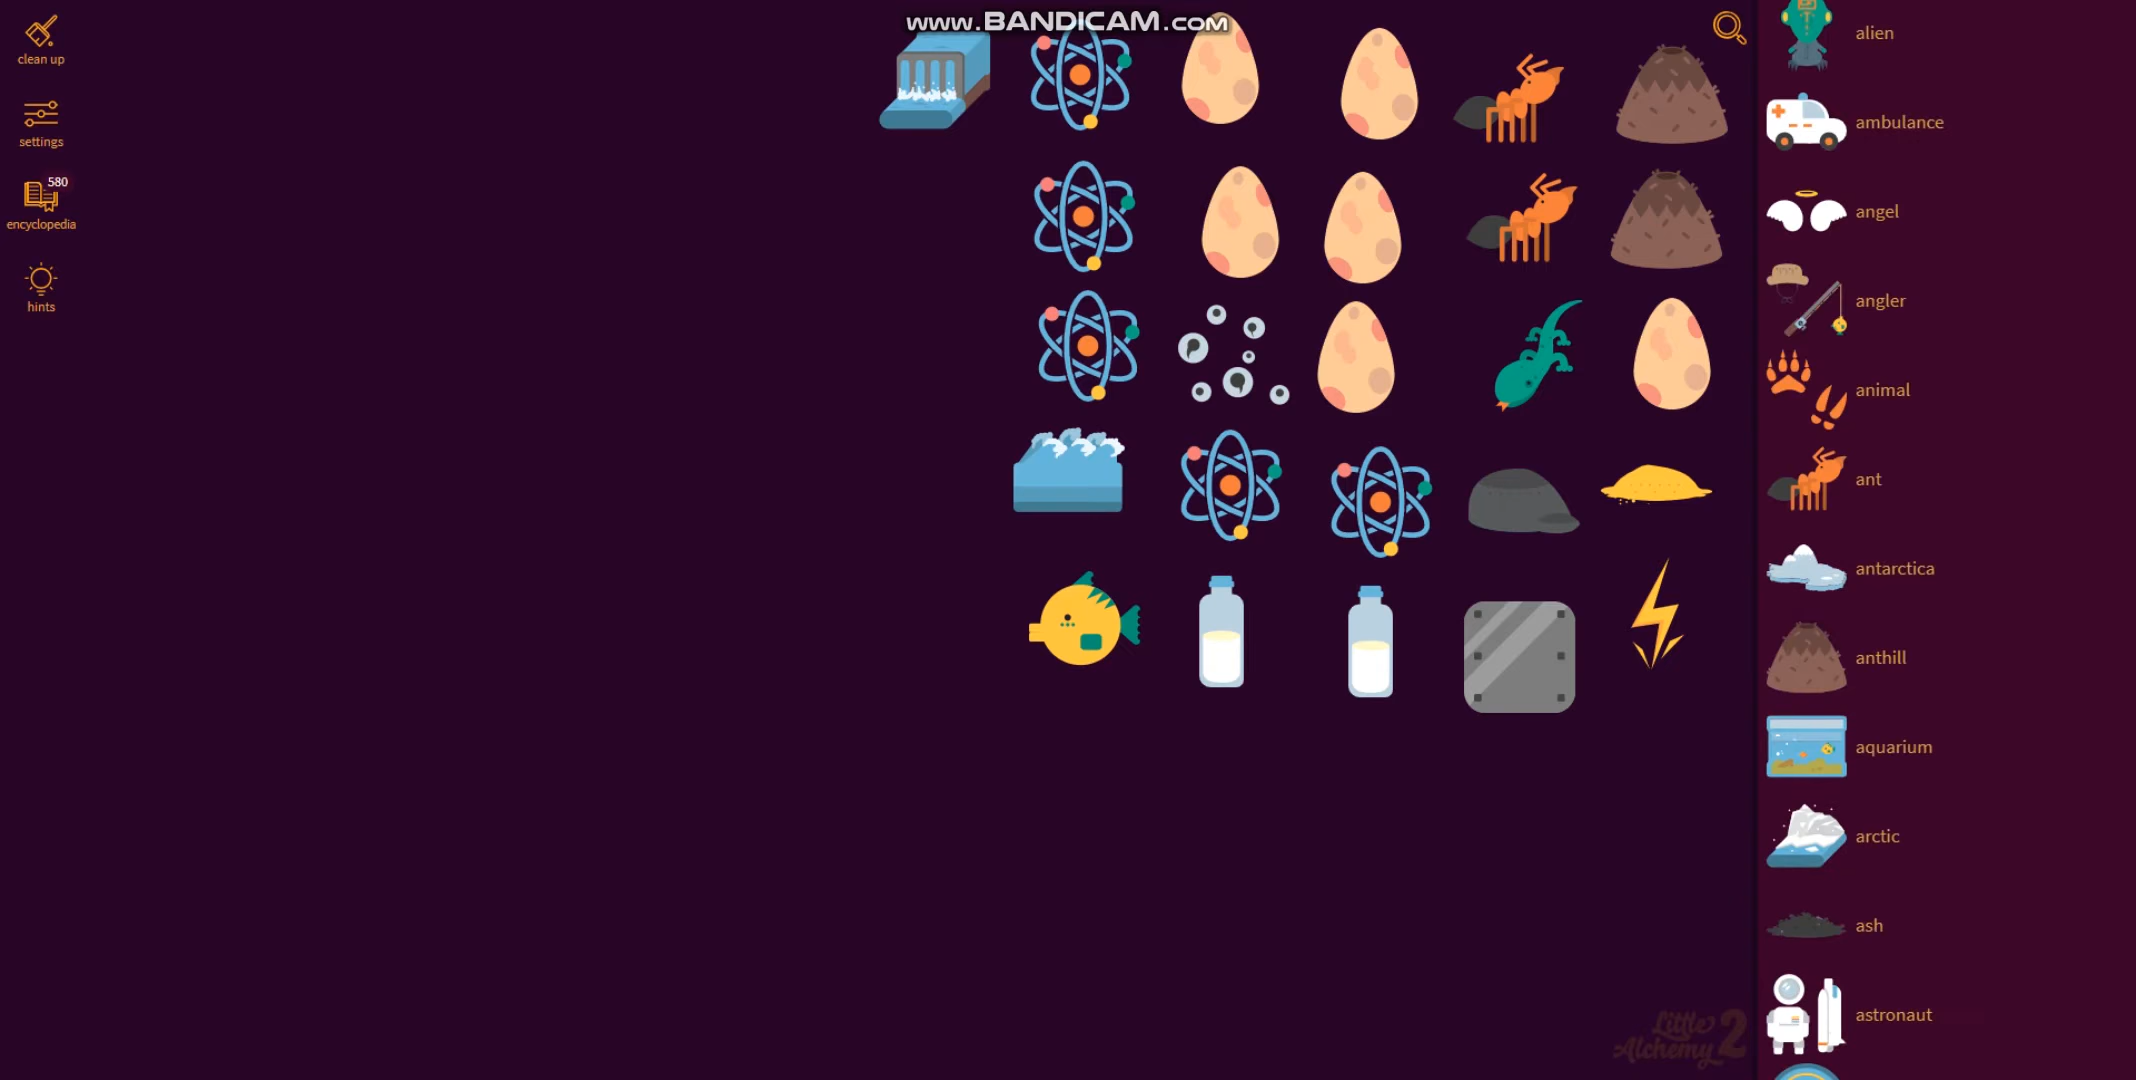 www.BANDICAM.com
clean up
settings
580
encyclopedia
hints
alien
ambulance
angel
angler
animal
ant
antarctica
anthill
aquarium
arctic
ash
astronaut
Little
Alchemy 2